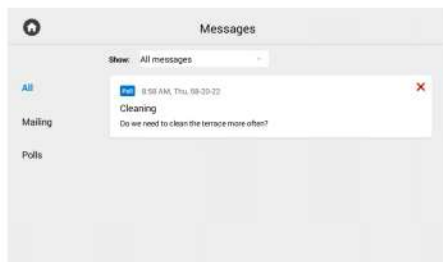 Messages
Show: All messages
All
Poll 8:58 AM, Thu, 08-20-22
Cleaning
Do we need to clean the terrace more often?
Mailing
Polls